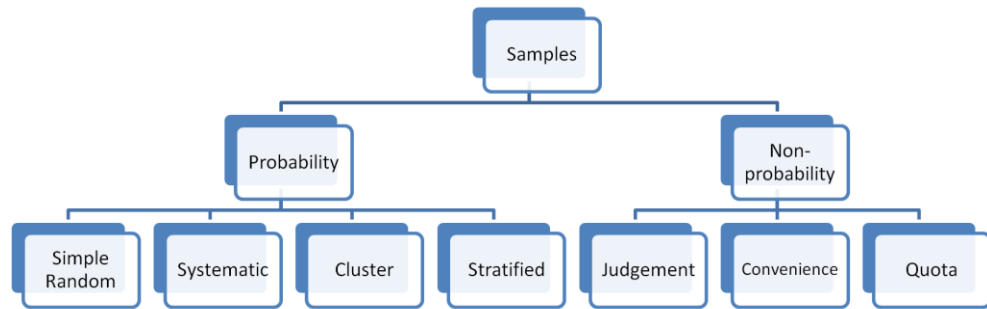 Samples
Probability
Non-
probability
Simple
Random
Systematic
Cluster
Stratified
Judgement
Convenience
Quota